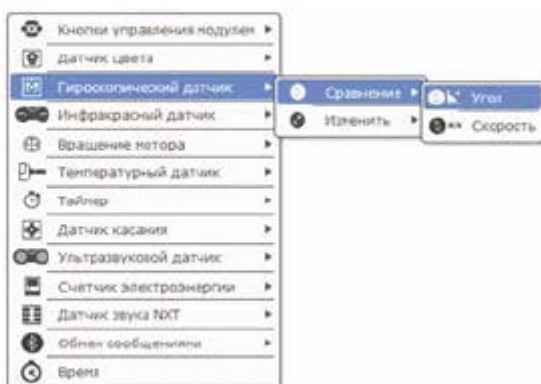 Кнопки управления модулем
Датчик цвета
Гироскопический датчик
Сравнение
Угол
Инфракрасный датчик
Изменить
Скорость
Вращение мотора
Температурный датчик
Таймер
Датчик касания
Ультразвуковой датчик
Счетчик электроэнергии
Датчик звука NXT
Обмен сообщениями
Время